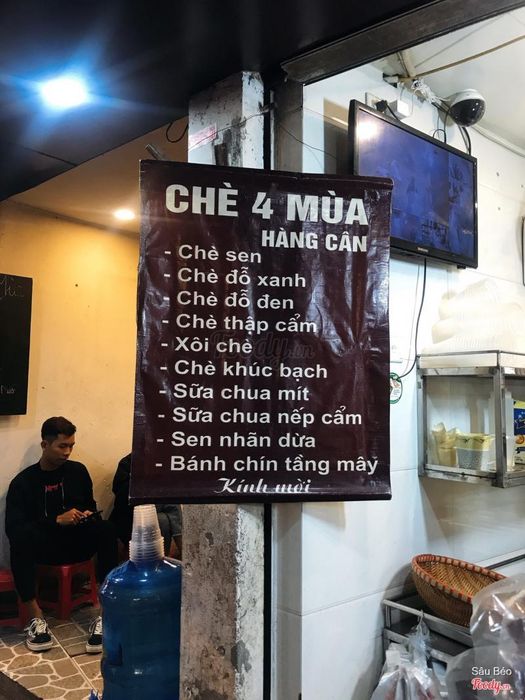 CHÈ 4 MÙA
HÀNG CÂN
- Chè sen
- Chè đỗ xanh
- Chè đỗ đen
- Chè thập cẩm
- Xôi chè
- Chè khúc bạch
- Sữa chua mít
- Sữa chua nếp cẩm
- Sen nhãn dừa
- Bánh chín tầng mây
Kính mời
Foody.vn
SAMSUNG
Sâu Béo
Foody.vn